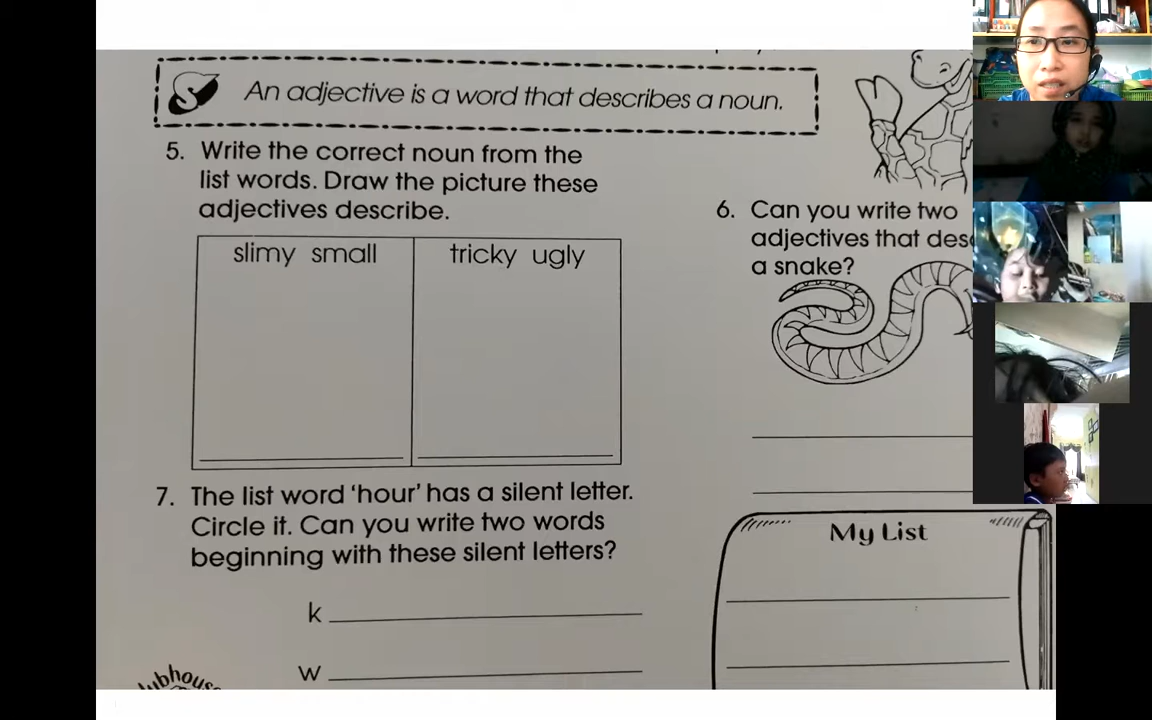 An adjective is a word that describes a noun.
5. Write the correct noun from the
list words. Draw the picture these
adjectives describe.
slimy small
tricky ugly
6. Can you write two
adjectives that
a snake?
7. The list word 'hour' has a silent letter.
Circle it. Can you write two words
beginning with these silent letters?
k
w
My List